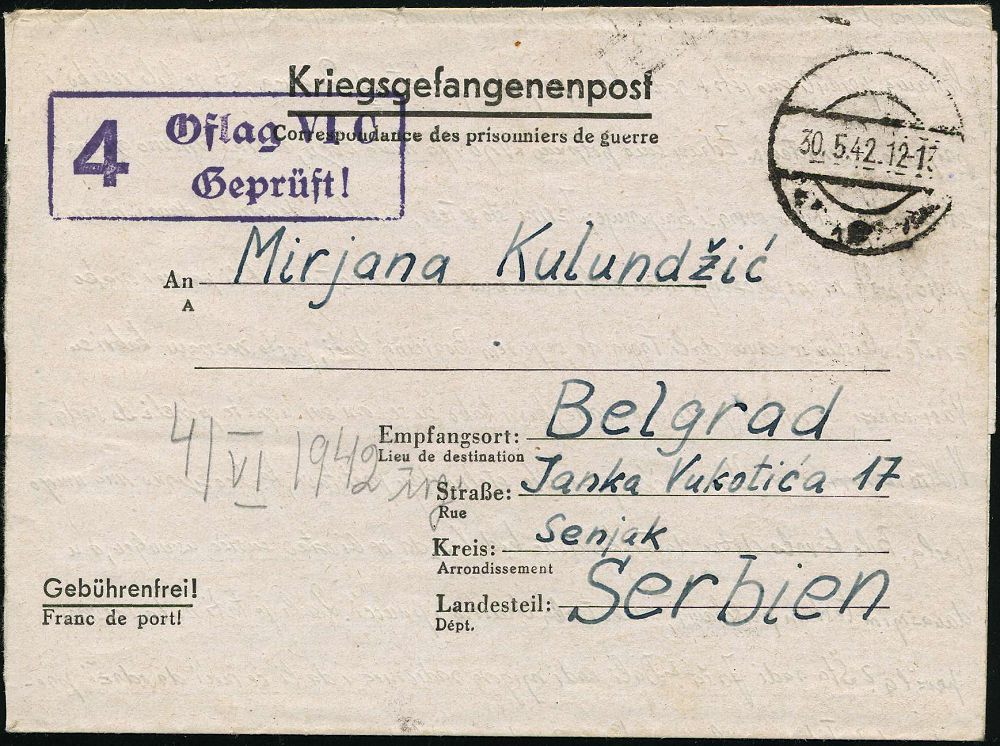 Kriegsgefangenenpost
Correspondance des prisonniers de guerre
4 Oflag VI C
Geprüft!
30.5.42.12-13
An Mirjana Kulundžić
A
Empfangsort: Belgrad
Lieu de destination
4/VI 1942
Straße: Janka Vukotića 17
Rue
Kreis: Senjak
Arrondissement
Gebührenfrei!
Franc de port!
Landesteil: Serbien
Dépt.